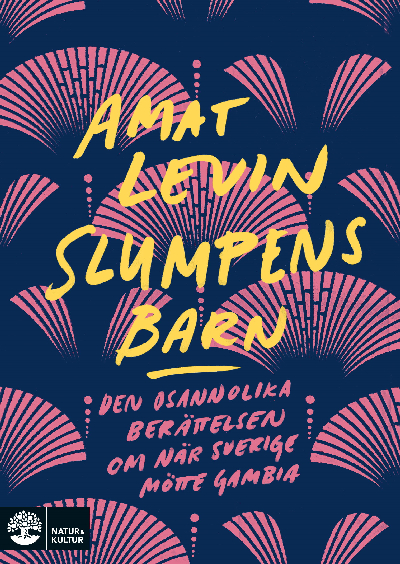 AMAT
LEVIN
SLUMPENS
BARN
DEN OSANNOLIKA
BERÄTTELSEN
OM NÄR SVERIGE
MÖTTE GAMBIA
NATUR &
KULTUR